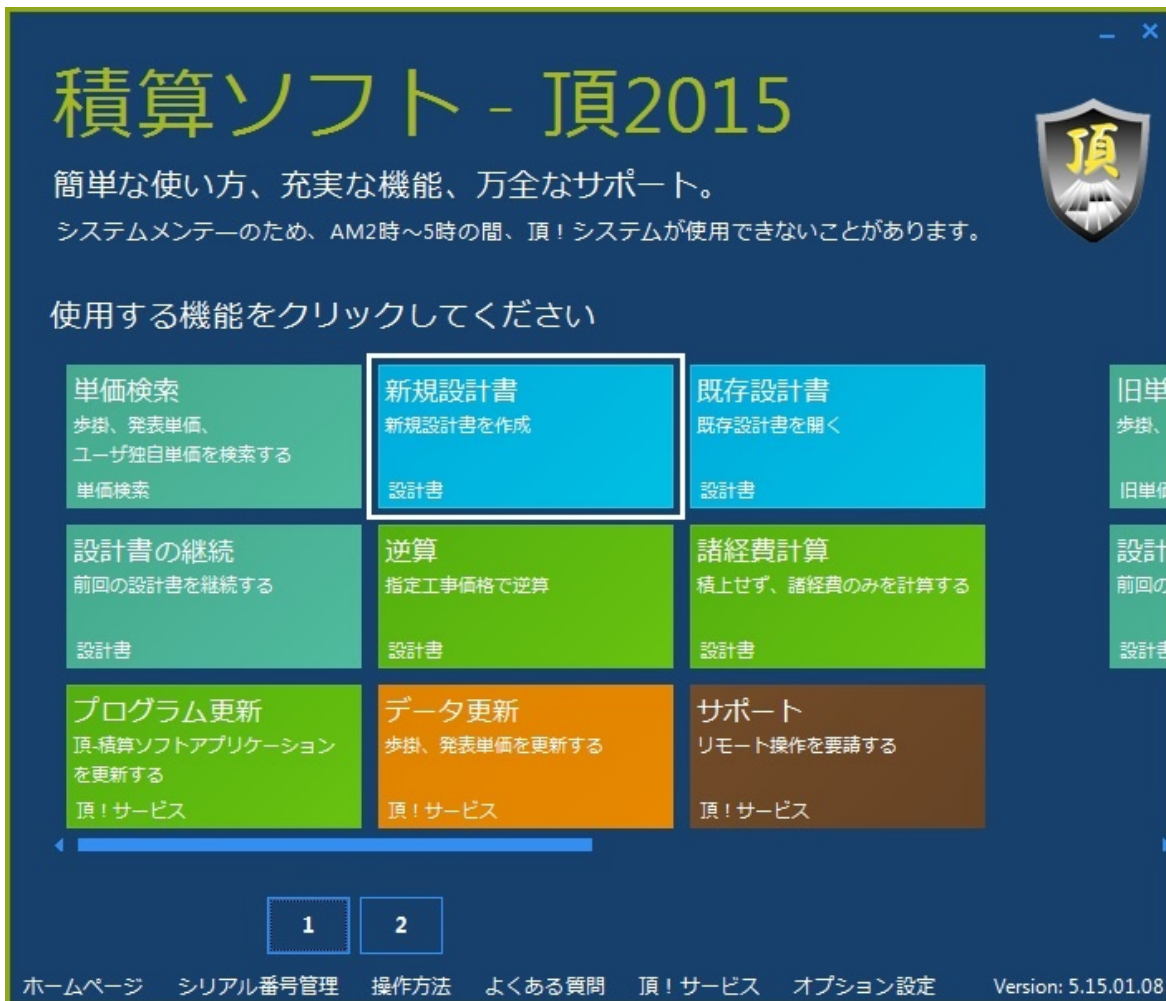 積算ソフト - 頂2015
頂
簡単な使い方、充実な機能、万全なサポート。
システムメンテーのため、AM2時～5時の間、頂！システムが使用できないことがあります。
使用する機能をクリックしてください
単価検索
歩掛、発表単価、
ユーザ独自単価を検索する
単価検索
新規設計書
新規設計書を作成
設計書
既存設計書
既存設計書を開く
設計書
旧単
歩掛、
旧単価
設計書の継続
前回の設計書を継続する
設計書
逆算
指定工事価格で逆算
設計書
諸経費計算
積上せず、諸経費のみを計算する
設計書
設計
前回の
設計書
プログラム更新
頂-積算ソフトアプリケーション
を更新する
頂！サービス
データ更新
歩掛、発表単価を更新する
頂！サービス
サポート
リモート操作を要請する
頂！サービス
1 2
ホームページ シリアル番号管理 操作方法 よくある質問 頂！サービス オプション設定 Version: 5.15.01.08